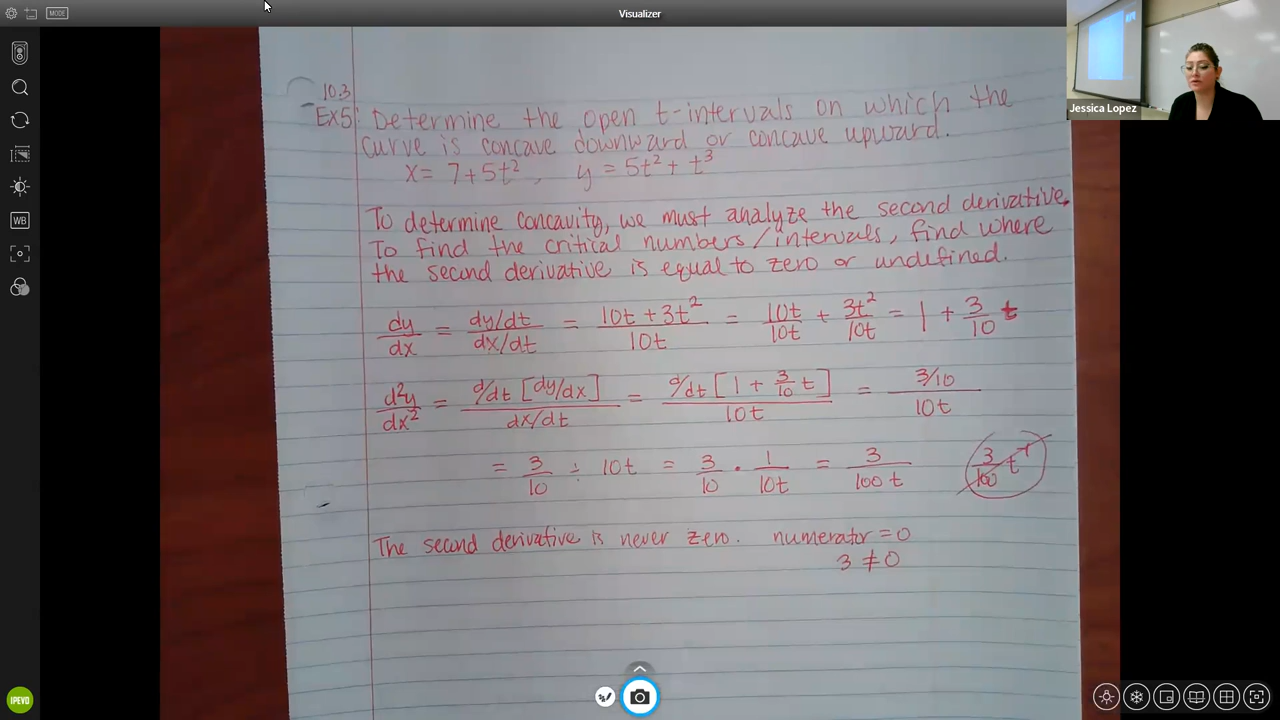 MODE
Visualizer
Jessica Lopez
WB
10.3
Ex5: Determine the open t-intervals on which the
curve is concave downward or concave upward.
x = 7+5t², y = 5t² + t³
To determine concavity, we must analyze the second derivative.
To find the critical numbers/intervals, find where
the second derivative is equal to zero or undefined.
dy/dx = (dy/dt)/(dx/dt) = (10t + 3t²)/(10t) = 10t/10t + 3t²/10t = 1 + 3/10 t
d²y/dx² = (d/dt [dy/dx])/(dx/dt) = (d/dt [1 + 3/10 t])/(10t) = (3/10)/(10t)
= 3/10 ÷ 10t = 3/10 · 1/10t = 3/(100t) 3/100 t⁻¹
The second derivative is never zero. numerator = 0
3 ≠ 0
IPEVO